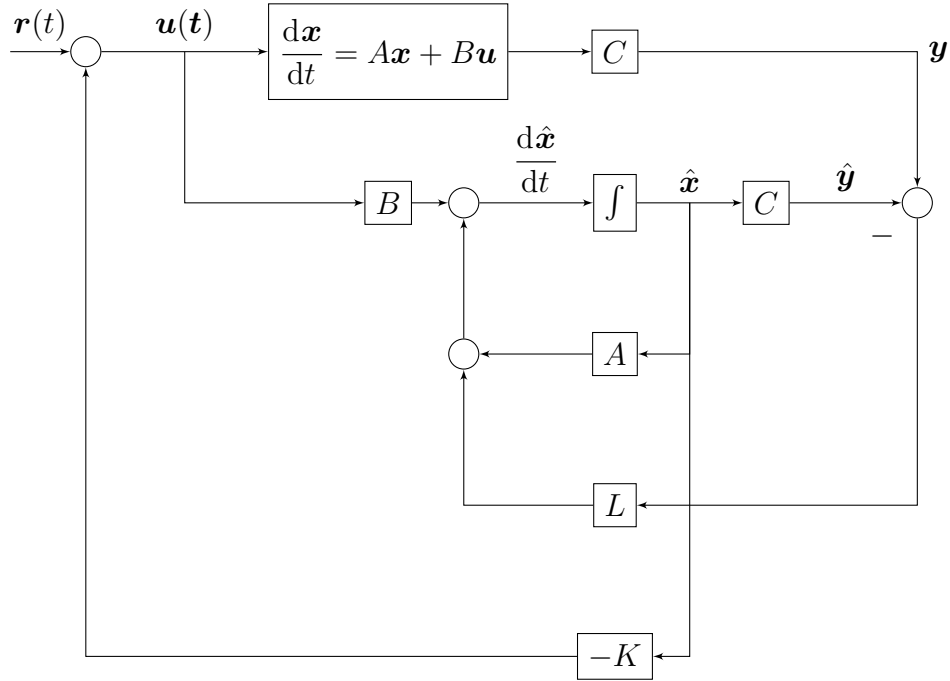 r(t)
u(t)
dx/dt = Ax + Bu
C
y
B
dx̂/dt
∫
x̂
C
ŷ
−
A
L
−K